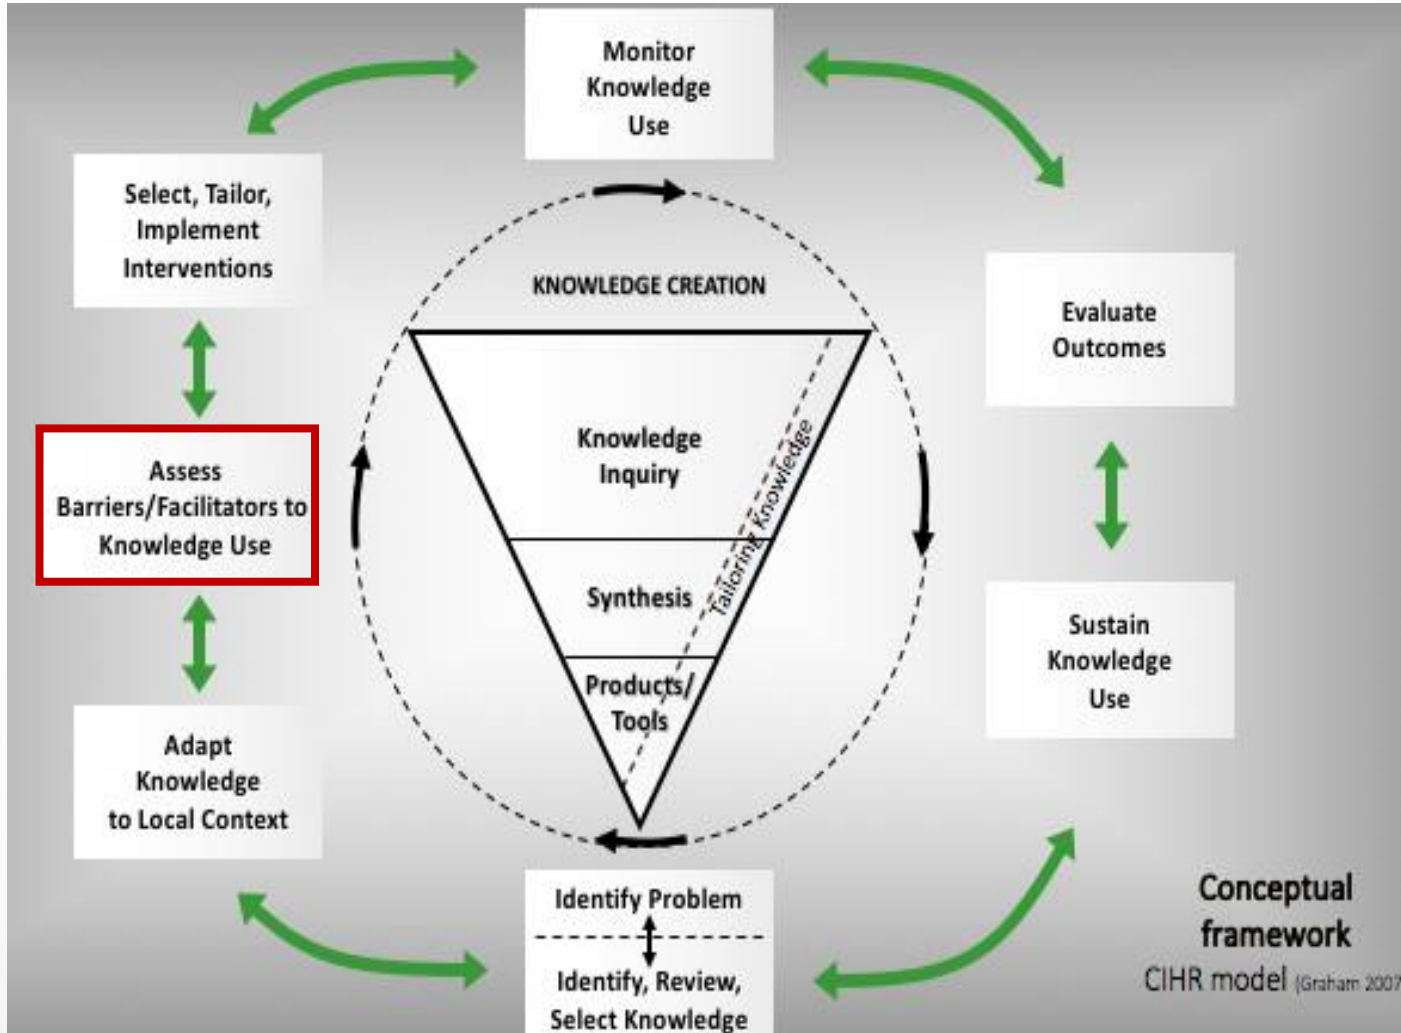 Monitor
Knowledge
Use
Select, Tailor,
Implement
Interventions
KNOWLEDGE CREATION
Evaluate
Outcomes
Knowledge
Inquiry
Tailoring Knowledge
Assess
Barriers/Facilitators to
Knowledge Use
Synthesis
Sustain
Knowledge
Use
Products/
Tools
Adapt
Knowledge
to Local Context
Identify Problem
Identify, Review,
Select Knowledge
Conceptual
framework
CIHR model (Graham 2007